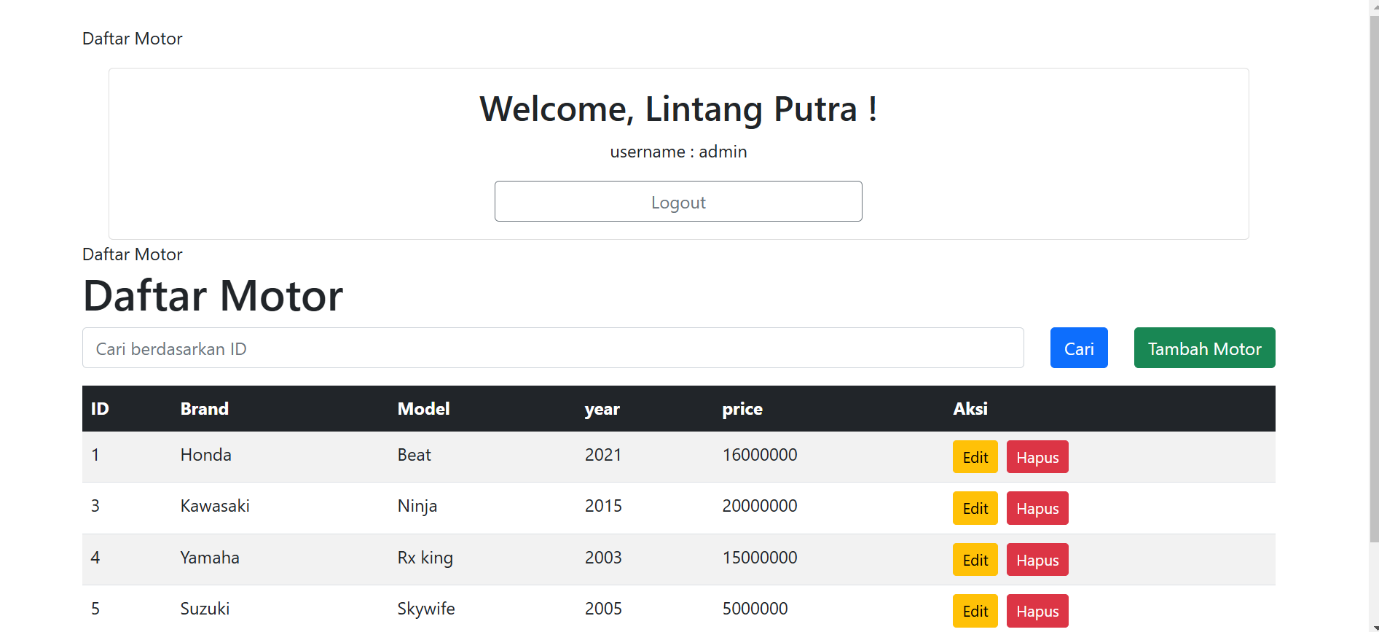 Daftar Motor
Welcome, Lintang Putra !
username : admin
Logout
Daftar Motor
Daftar Motor
Cari berdasarkan ID Cari Tambah Motor
ID Brand Model year price Aksi
1 Honda Beat 2021 16000000 Edit Hapus
3 Kawasaki Ninja 2015 20000000 Edit Hapus
4 Yamaha Rx king 2003 15000000 Edit Hapus
5 Suzuki Skywife 2005 5000000 Edit Hapus